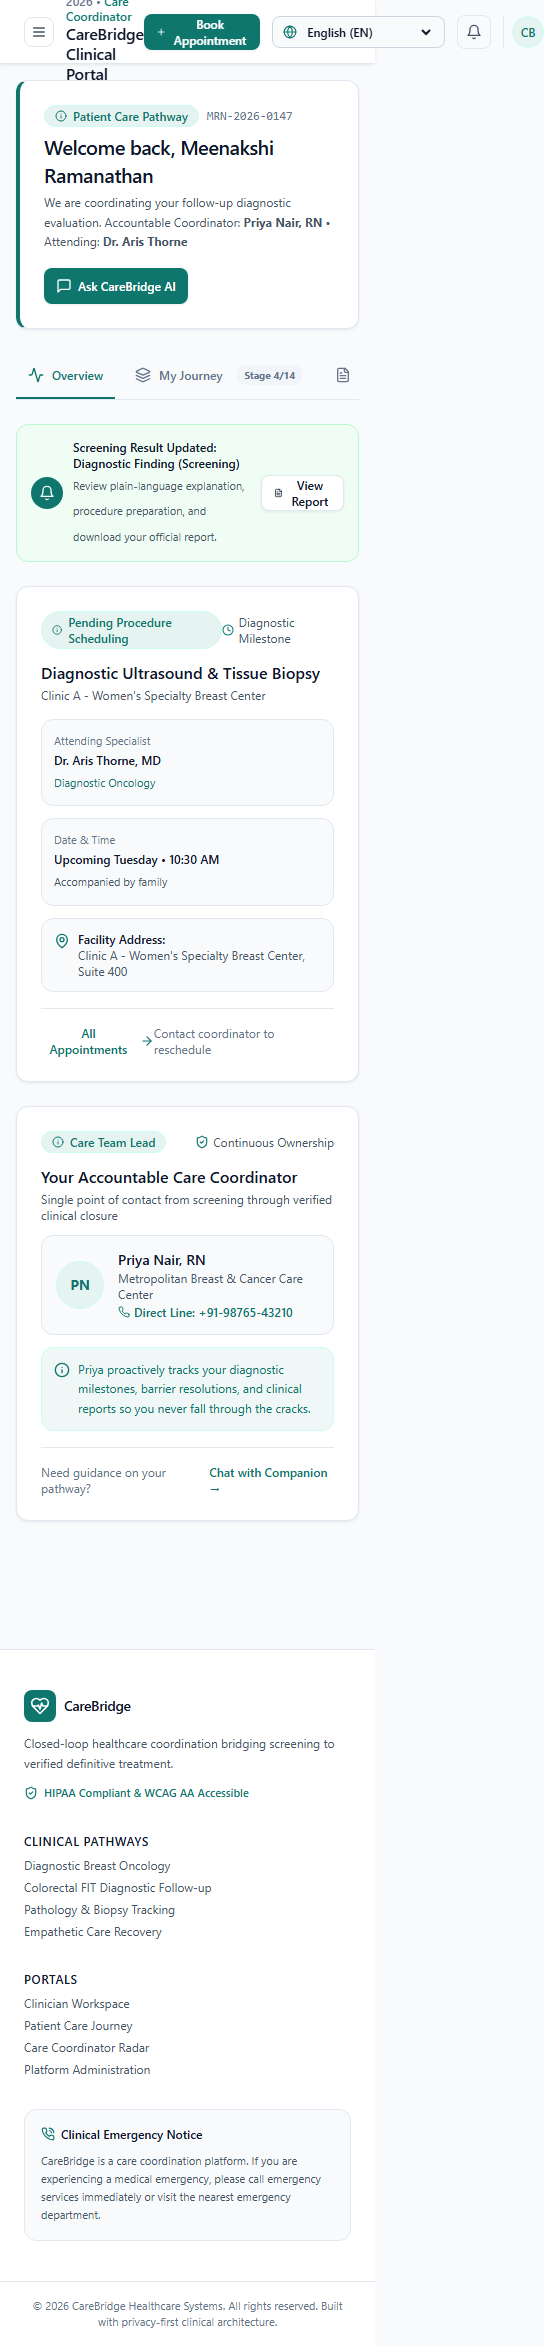 2026 • Care
Coordinator
CareBridge
Clinical
Portal
Book
Appointment
English (EN)
CB
Patient Care Pathway
MRN-2026-0147
Welcome back, Meenakshi
Ramanathan
We are coordinating your follow-up diagnostic
evaluation. Accountable Coordinator: Priya Nair, RN •
Attending: Dr. Aris Thorne
Ask CareBridge AI
Overview
My Journey
Stage 4/14
Screening Result Updated:
Diagnostic Finding (Screening)
Review plain-language explanation,
procedure preparation, and
download your official report.
View
Report
Pending Procedure
Scheduling
Diagnostic
Milestone
Diagnostic Ultrasound & Tissue Biopsy
Clinic A - Women's Specialty Breast Center
Attending Specialist
Dr. Aris Thorne, MD
Diagnostic Oncology
Date & Time
Upcoming Tuesday • 10:30 AM
Accompanied by family
Facility Address:
Clinic A - Women's Specialty Breast Center,
Suite 400
All
Appointments
→
Contact coordinator to
reschedule
Care Team Lead
Continuous Ownership
Your Accountable Care Coordinator
Single point of contact from screening through verified
clinical closure
PN
Priya Nair, RN
Metropolitan Breast & Cancer Care
Center
Direct Line: +91-98765-43210
Priya proactively tracks your diagnostic
milestones, barrier resolutions, and clinical
reports so you never fall through the cracks.
Need guidance on your
pathway?
Chat with Companion
→
CareBridge
Closed-loop healthcare coordination bridging screening to
verified definitive treatment.
HIPAA Compliant & WCAG AA Accessible
CLINICAL PATHWAYS
Diagnostic Breast Oncology
Colorectal FIT Diagnostic Follow-up
Pathology & Biopsy Tracking
Empathetic Care Recovery
PORTALS
Clinician Workspace
Patient Care Journey
Care Coordinator Radar
Platform Administration
Clinical Emergency Notice
CareBridge is a care coordination platform. If you are
experiencing a medical emergency, please call emergency
services immediately or visit the nearest emergency
department.
© 2026 CareBridge Healthcare Systems. All rights reserved. Built
with privacy-first clinical architecture.